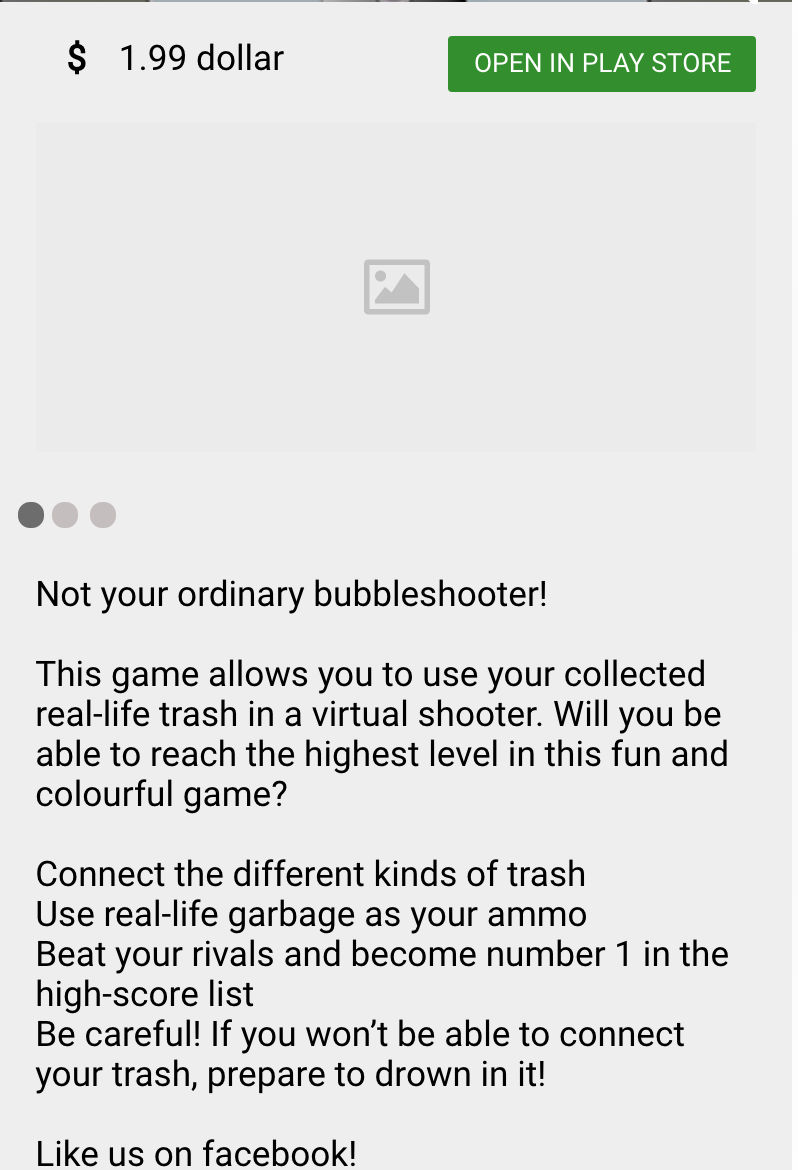 $ 1.99 dollar
OPEN IN PLAY STORE
Not your ordinary bubbleshooter!
This game allows you to use your collected
real-life trash in a virtual shooter. Will you be
able to reach the highest level in this fun and
colourful game?
Connect the different kinds of trash
Use real-life garbage as your ammo
Beat your rivals and become number 1 in the
high-score list
Be careful! If you won’t be able to connect
your trash, prepare to drown in it!
Like us on facebook!